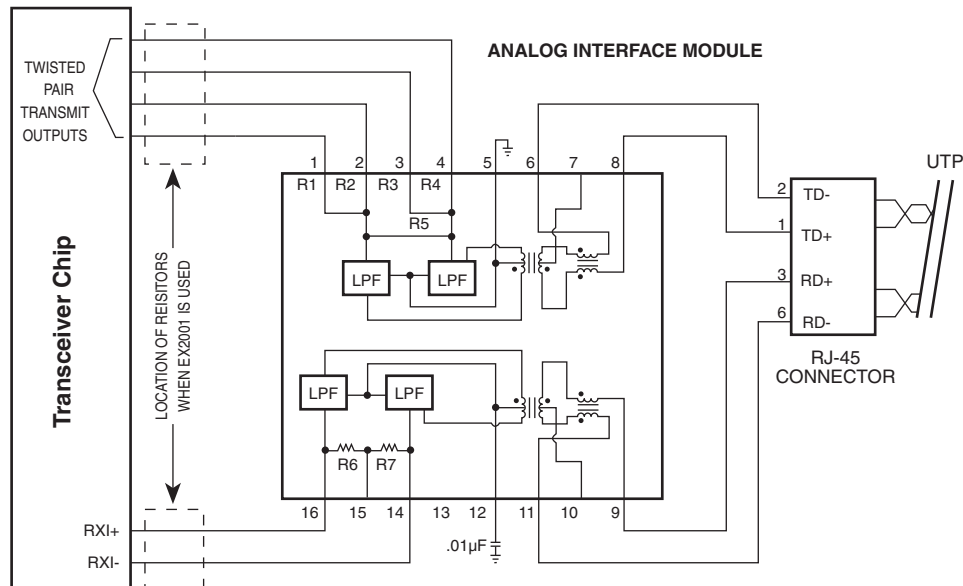 ANALOG INTERFACE MODULE
TWISTED
PAIR
TRANSMIT
OUTPUTS
Transceiver Chip
LOCATION OF REISITORS
WHEN EX2001 IS USED
RXI+
RXI-
1 2 3 4 5 6 7 8
R1 R2 R3 R4
R5
LPF LPF
LPF LPF
R6 R7
16 15 14 13 12 11 10 9
.01µF
2 TD-
1 TD+
3 RD+
6 RD-
RJ-45
CONNECTOR
UTP